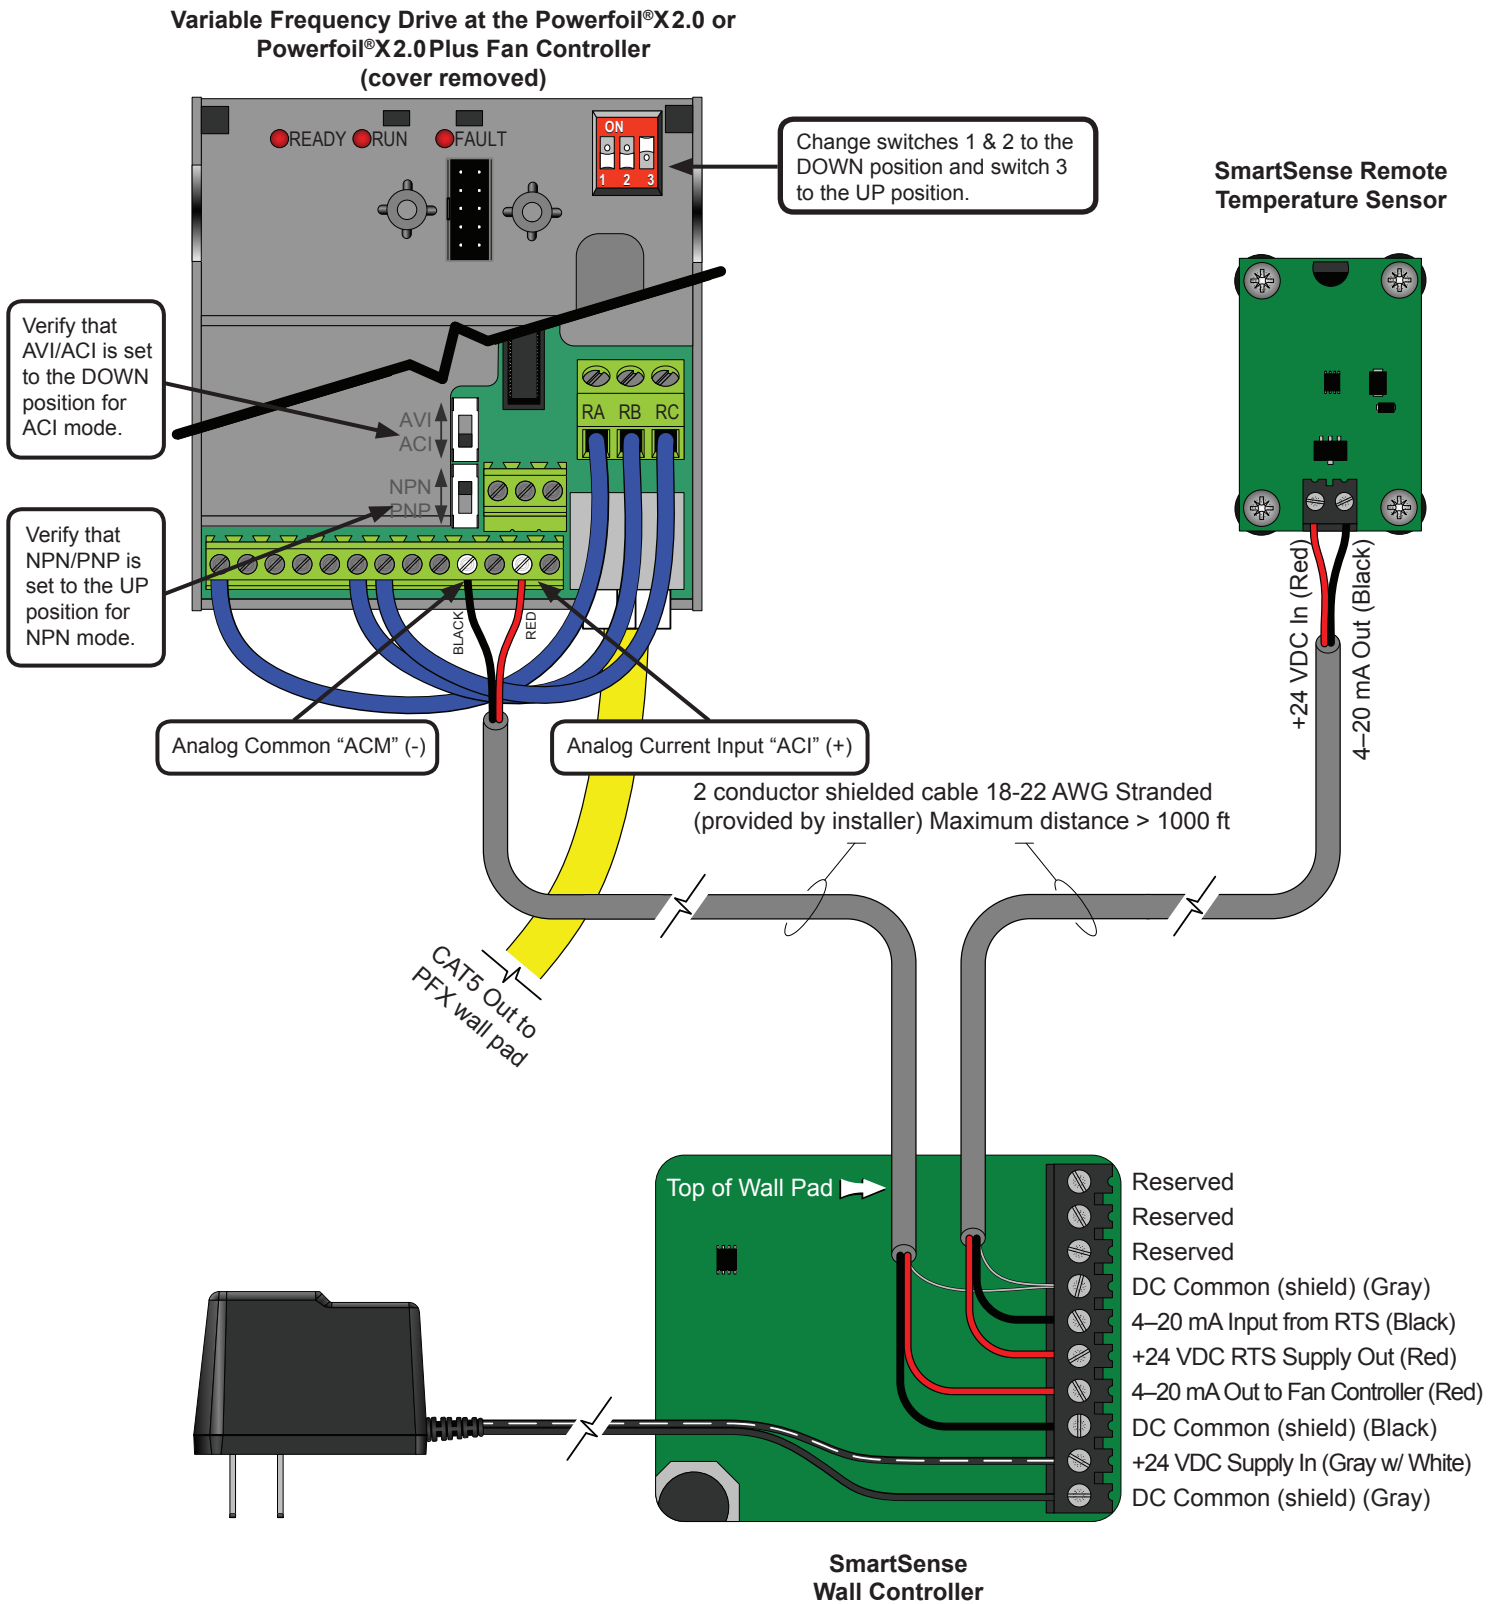 Variable Frequency Drive at the Powerfoil®X2.0 or
Powerfoil®X2.0 Plus Fan Controller
(cover removed)
READY RUN FAULT
ON
1 2 3
Change switches 1 & 2 to the
DOWN position and switch 3
to the UP position.
SmartSense Remote
Temperature Sensor
Verify that
AVI/ACI is set
to the DOWN
position for
ACI mode.
AVI
ACI
RA RB RC
NPN
PNP
Verify that
NPN/PNP is
set to the UP
position for
NPN mode.
BLACK
RED
+24 VDC In (Red)
4–20 mA Out (Black)
Analog Common “ACM” (-)
Analog Current Input “ACI” (+)
2 conductor shielded cable 18-22 AWG Stranded
(provided by installer) Maximum distance > 1000 ft
CAT5 Out to
PFX wall pad
Top of Wall Pad
Reserved
Reserved
Reserved
DC Common (shield) (Gray)
4–20 mA Input from RTS (Black)
+24 VDC RTS Supply Out (Red)
4–20 mA Out to Fan Controller (Red)
DC Common (shield) (Black)
+24 VDC Supply In (Gray w/ White)
DC Common (shield) (Gray)
SmartSense
Wall Controller